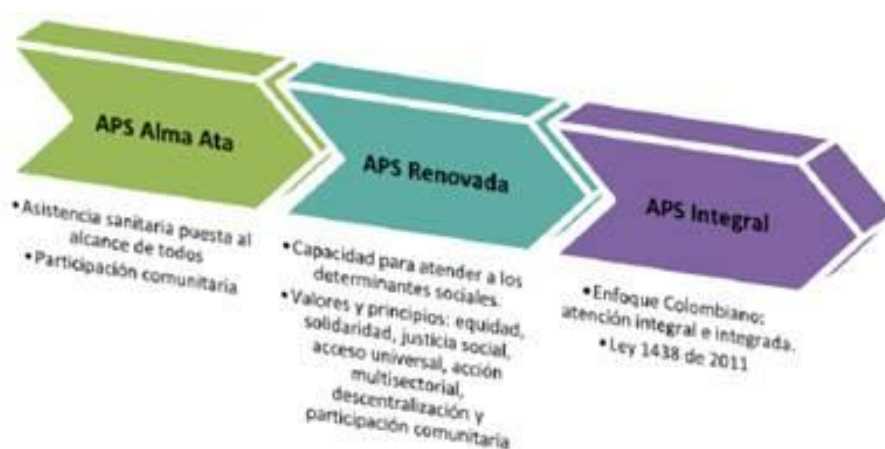 APS Alma Ata
•Asistencia sanitaria puesta al
alcance de todos
•Participación comunitaria
APS Renovada
•Capacidad para atender a los
determinantes sociales.
•Valores y principios: equidad,
solidaridad, justicia social,
acceso universal, acción
multisectorial,
descentralización y
participación comunitaria
APS Integral
•Enfoque Colombiano:
atención integral e integrada.
•Ley 1438 de 2011